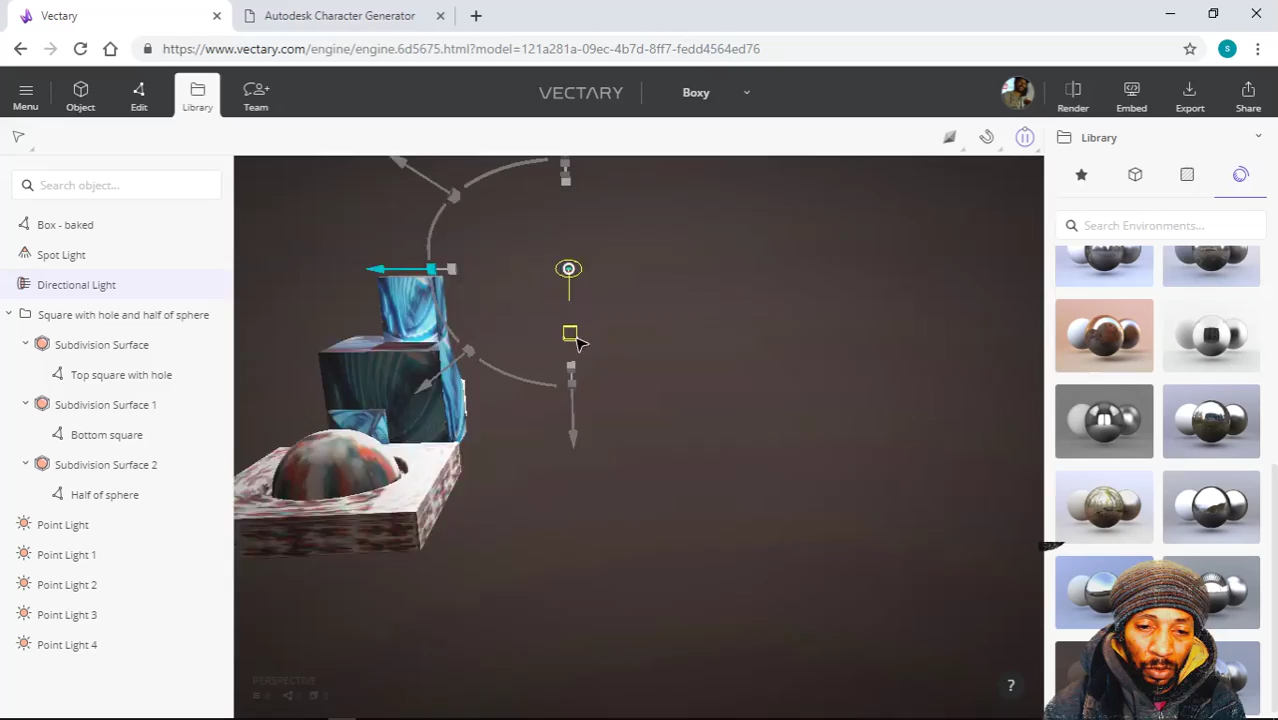 Vectary
Autodesk Character Generator
https://www.vectary.com/engine/engine.6d5675.html?model=121a281a-09ec-4b7d-8ff7-fedd4564ed76
S
Menu
Object
Edit
Library
Team
VECTARY
Boxy
Render
Embed
Export
Share
Library
Search object...
Search Environments...
Box - baked
Spot Light
Directional Light
Square with hole and half of sphere
Subdivision Surface
Top square with hole
Subdivision Surface 1
Bottom square
Subdivision Surface 2
Half of sphere
Point Light
Point Light 1
Point Light 2
Point Light 3
Point Light 4
PERSPECTIVE
?